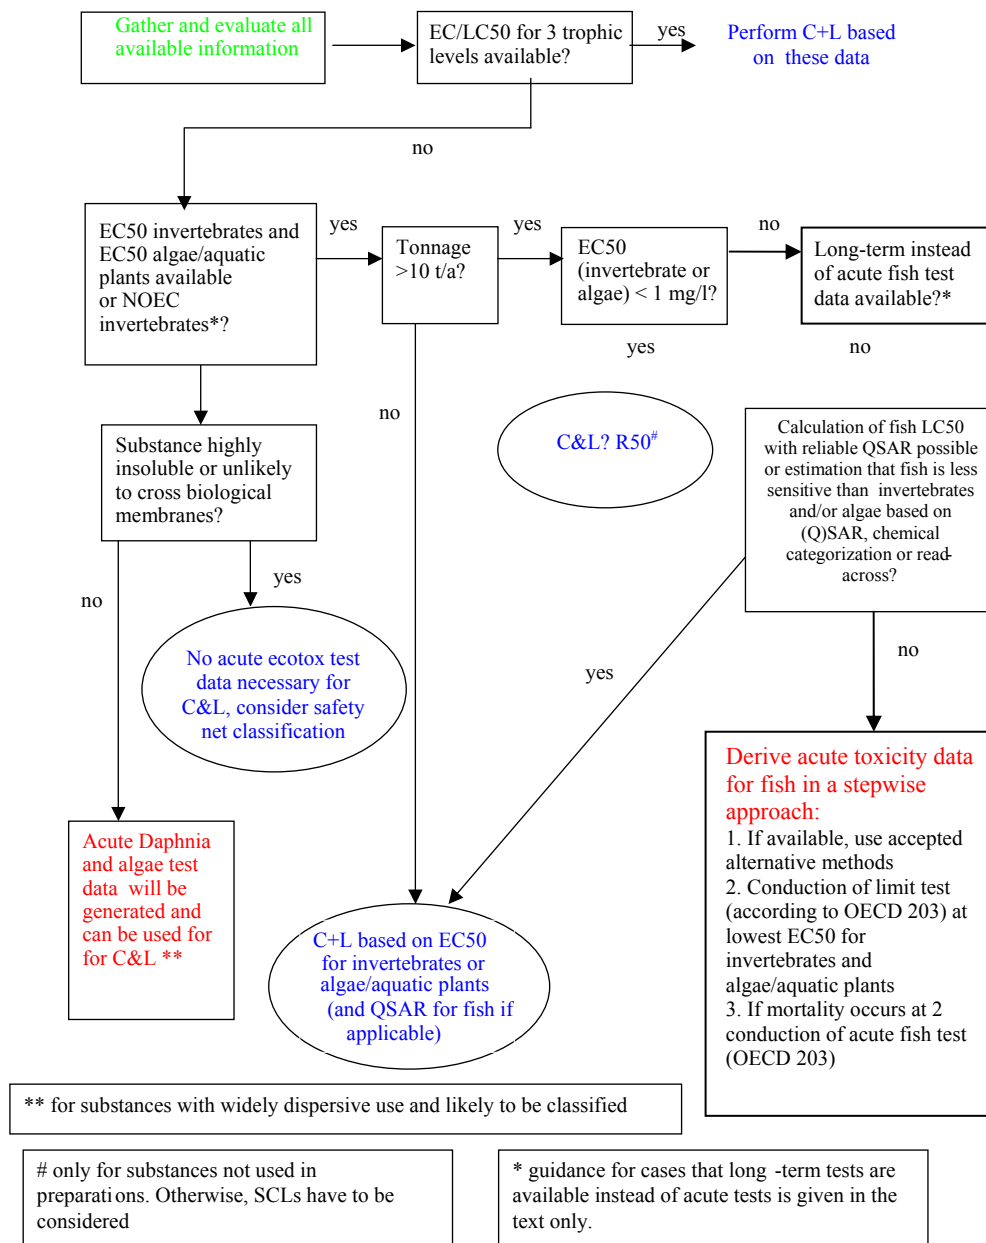 Gather and evaluate all
available information
EC/LC50 for 3 trophic
levels available?
yes
Perform C+L based
on these data
no
EC50 invertebrates and
EC50 algae/aquatic
plants available
or NOEC
invertebrates*?
yes
Tonnage
>10 t/a?
yes
EC50
(invertebrate or
algae) < 1 mg/l?
no
Long-term instead
of acute fish test
data available?*
yes
no
no
Substance highly
insoluble or unlikely
to cross biological
membranes?
C&L? R50#
Calculation of fish LC50
with reliable QSAR possible
or estimation that fish is less
sensitive than invertebrates
and/or algae based on
(Q)SAR, chemical
categorization or read-
across?
no
yes
No acute ecotox test
data necessary for
C&L, consider safety
net classification
yes
no
Acute Daphnia
and algae test
data will be
generated and
can be used for
for C&L **
C+L based on EC50
for invertebrates or
algae/aquatic plants
(and QSAR for fish if
applicable)
Derive acute toxicity data
for fish in a stepwise
approach:
1. If available, use accepted
alternative methods
2. Conduction of limit test
(according to OECD 203) at
lowest EC50 for
invertebrates and
algae/aquatic plants
3. If mortality occurs at 2
conduction of acute fish test
(OECD 203)
** for substances with widely dispersive use and likely to be classified
# only for substances not used in
preparations. Otherwise, SCLs have to be
considered
* guidance for cases that long -term tests are
available instead of acute tests is given in the
text only.